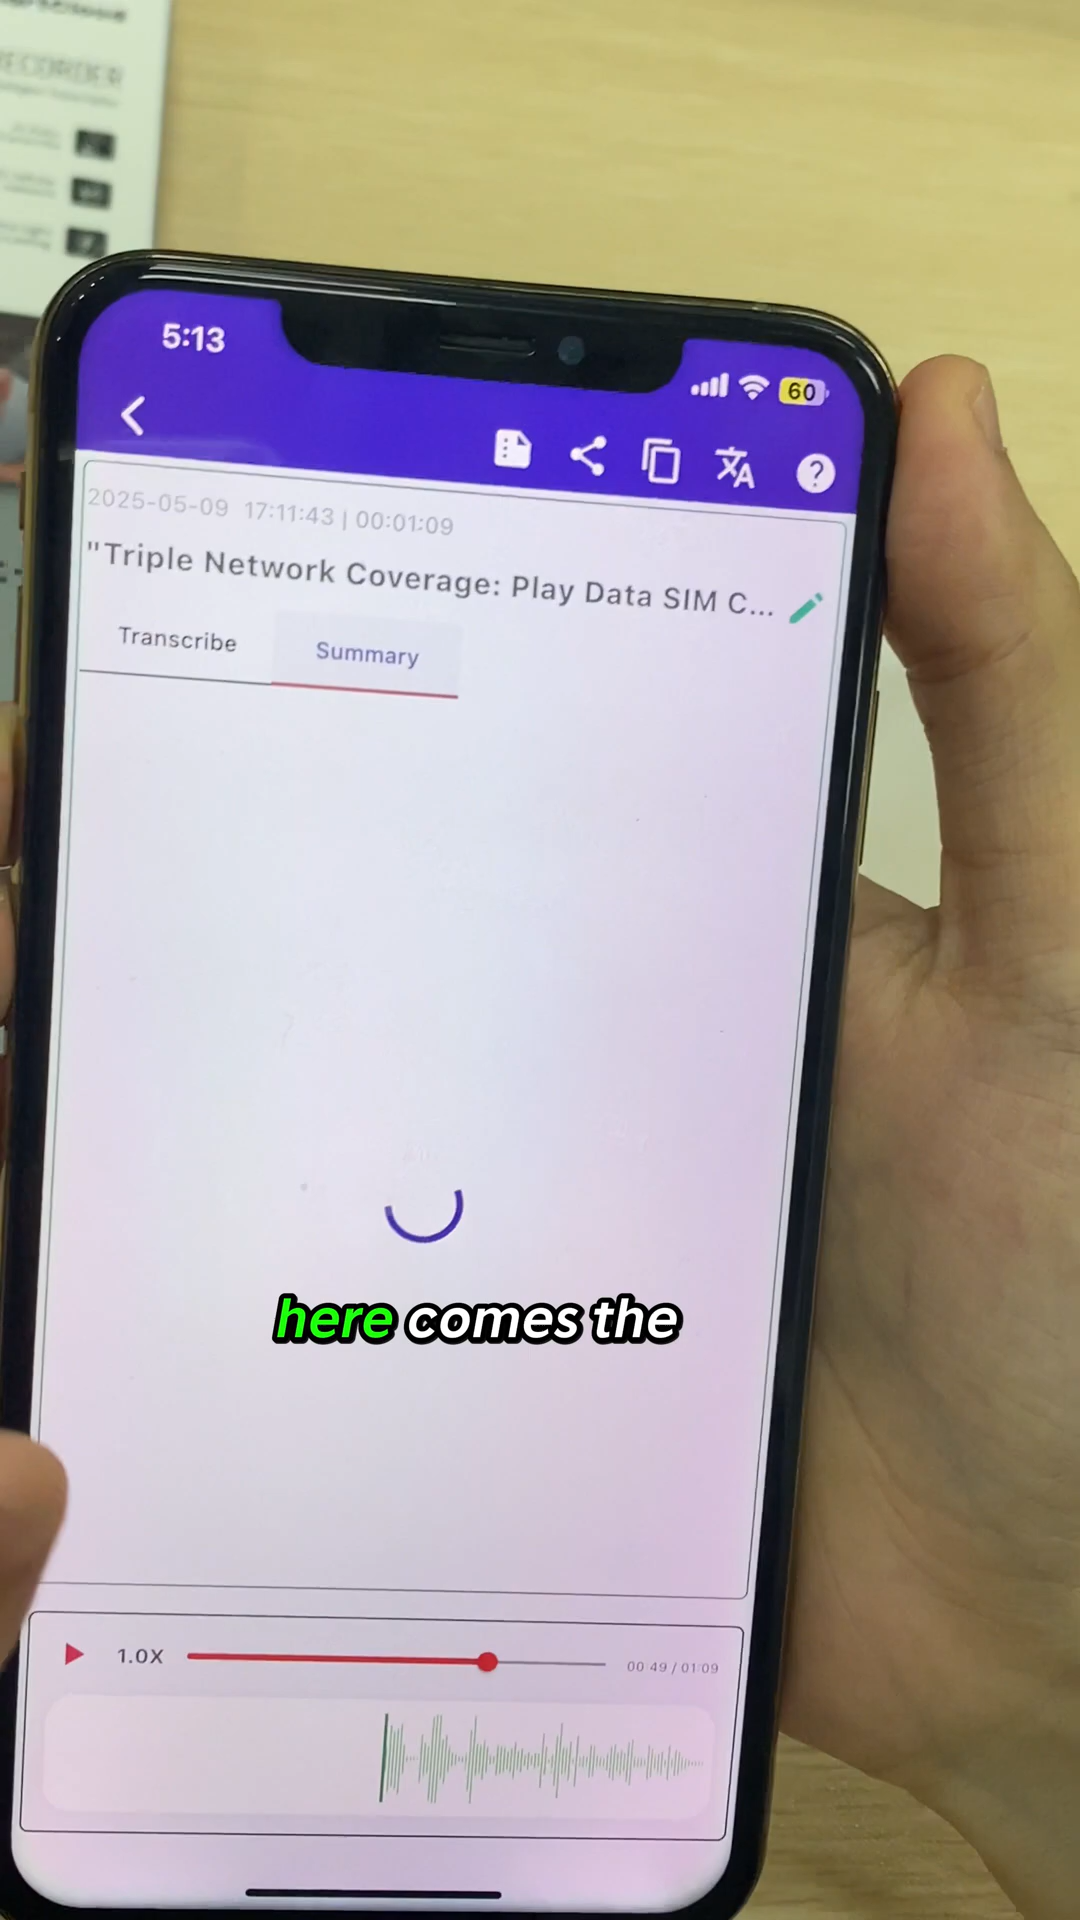 RECORDER
5:13
60
2025-05-09 17:11:43 | 00:01:09
"Triple Network Coverage: Play Data SIM C...
Transcribe
Summary
here comes the
1.0X
00:49 / 01:09